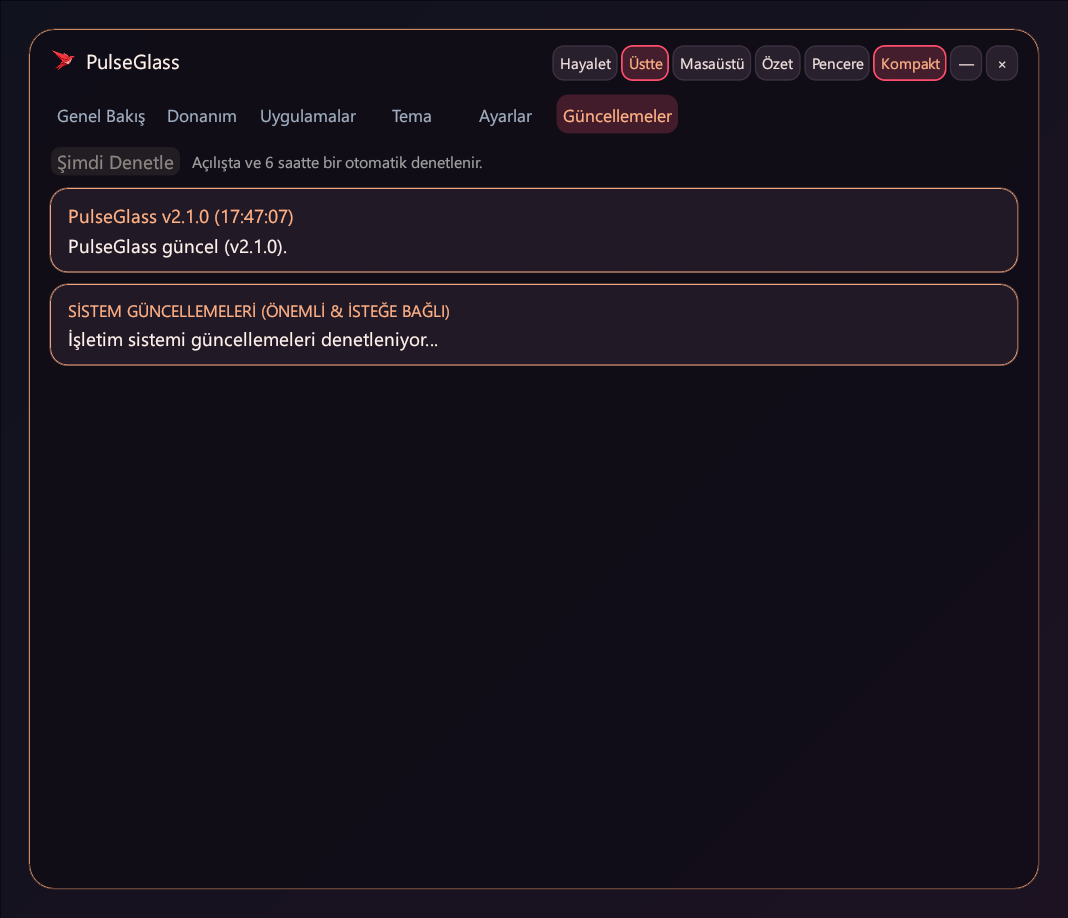 PulseGlass
Hayalet Üstte Masaüstü Özet Pencere Kompakt — ×
Genel Bakış Donanım Uygulamalar Tema Ayarlar Güncellemeler
Şimdi Denetle Açılışta ve 6 saatte bir otomatik denetlenir.
PulseGlass v2.1.0 (17:47:07)
PulseGlass güncel (v2.1.0).
SİSTEM GÜNCELLEMELERİ (ÖNEMLİ & İSTEĞE BAĞLI)
İşletim sistemi güncellemeleri denetleniyor...